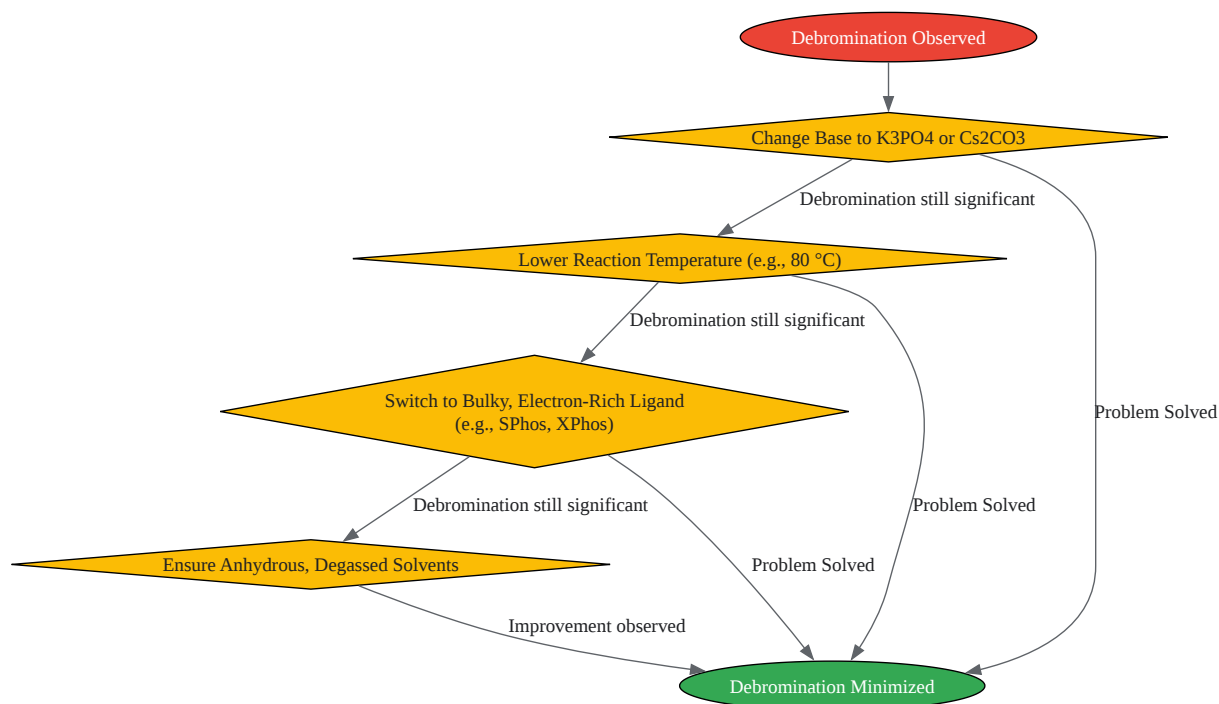 Debromination Observed
Change Base to K3PO4 or Cs2CO3
Debromination still significant
Lower Reaction Temperature (e.g., 80 °C)
Debromination still significant
Switch to Bulky, Electron-Rich Ligand
(e.g., SPhos, XPhos)
Problem Solved
Debromination still significant
Problem Solved
Ensure Anhydrous, Degassed Solvents
Problem Solved
Improvement observed
Debromination Minimized